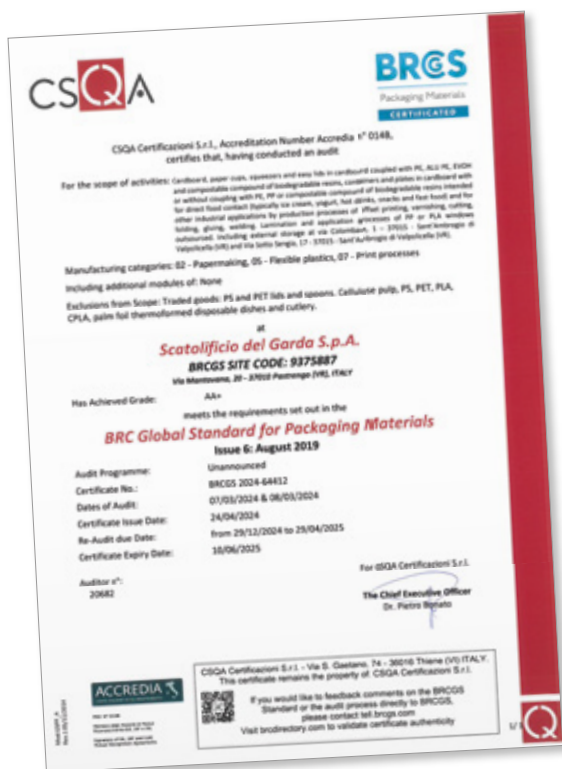 CSQA
BRCGS
Packaging Materials
CERTIFICATED
CSQA Certificazioni S.r.l., Accreditation Number Accredia n° 014B,
certifies that, having conducted an audit
For the scope of activities: Cardboard, paper cups, squeezers and easy lids in cardboard coupled with PE, ALU PE, EVOH
and compostable compound of biodegradable resins, containers and plates in cardboard with
or without coupling with PE, PP or compostable compound of biodegradable resins intended
for direct food contact (typically ice cream, yogurt, hot drinks, snacks and fast food) and for
other industrial applications by production processes of offset printing, varnishing, cutting,
folding, gluing, welding. Lamination and application processes of PP or PLA windows
outsourced. Including external storage at via Colombaut, 1 - 37015 - Sant'Ambrogio di
Valpolicella (VR) and Via Sotto Sengia, 17 - 37015 - Sant'Ambrogio di Valpolicella (VR).
Manufacturing categories: 02 - Papermaking, 05 - Flexible plastics, 07 - Print processes
Including additional modules of: None
Exclusions from Scope: Traded goods: PS and PET lids and spoons. Cellulose pulp, PS, PET, PLA,
CPLA, palm foil thermoformed disposable dishes and cutlery.
at
Scatolificio del Garda S.p.A.
BRCGS SITE CODE: 9375887
Via Mantovana, 20 - 37010 Pastrengo (VR), ITALY
Has Achieved Grade: AA+
meets the requirements set out in the
BRC Global Standard for Packaging Materials
Issue 6: August 2019
Audit Programme: Unannounced
Certificate No.: BRCGS 2024-64412
Dates of Audit: 07/03/2024 & 08/03/2024
Certificate Issue Date: 24/04/2024
Re-Audit due Date: from 29/12/2024 to 29/04/2025
Certificate Expiry Date: 10/06/2025
Auditor n°:
20682
For CSQA Certificazioni S.r.l.
The Chief Executive Officer
Dr. Pietro Bonato
ACCREDIA
CSQA Certificazioni S.r.l. - Via S. Gaetano, 74 - 36016 Thiene (VI) ITALY.
This certificate remains the property of CSQA Certificazioni S.r.l.
If you would like to feedback comments on the BRCGS
Standard or the audit process directly to BRCGS,
please contact tell.brcgs.com
Visit brcdirectory.com to validate certificate authenticity